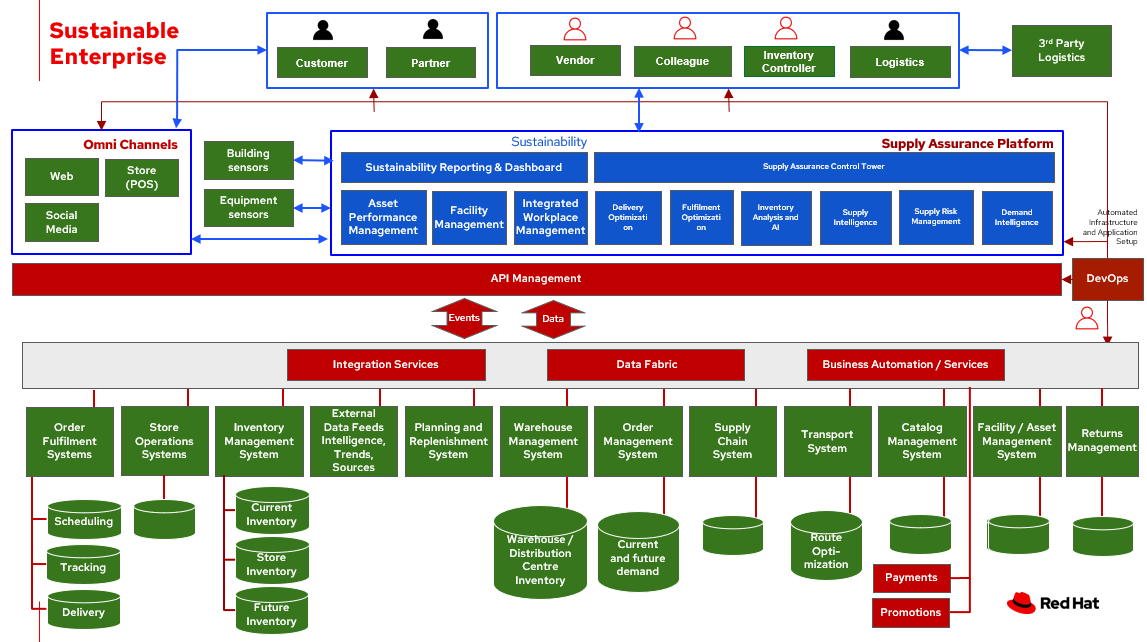 Sustainable
Enterprise
Customer
Partner
Vendor
Colleague
Inventory
Controller
Logistics
3rd Party
Logistics
Omni Channels
Web
Store
(POS)
Social
Media
Building
sensors
Equipment
sensors
Sustainability
Supply Assurance Platform
Sustainability Reporting & Dashboard
Supply Assurance Control Tower
Asset
Performance
Management
Facility
Management
Integrated
Workplace
Management
Delivery
Optimizati
on
Fulfilment
Optimizati
on
Inventory
Analysis and
AI
Supply
Intelligence
Supply Risk
Management
Demand
Intelligence
Automated
Infrastructure
and Application
Setup
API Management
DevOps
Events
Data
Integration Services
Data Fabric
Business Automation / Services
Order
Fulfilment
Systems
Store
Operations
Systems
Inventory
Management
System
External
Data Feeds
Intelligence,
Trends,
Sources
Planning and
Replenishment
System
Warehouse
Management
System
Order
Management
System
Supply
Chain
System
Transport
System
Catalog
Management
System
Facility / Asset
Management
System
Returns
Management
Scheduling
Tracking
Delivery
Current
Inventory
Store
Inventory
Future
Inventory
Warehouse /
Distribution
Centre
Inventory
Current
and future
demand
Route
Opti-
mization
Payments
Promotions
Red Hat